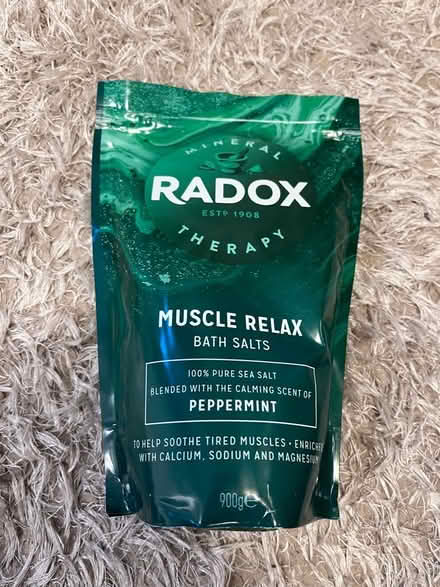 MINERAL
RADOX
ESTD 1908
THERAPY
MUSCLE RELAX
BATH SALTS
100% PURE SEA SALT
BLENDED WITH THE CALMING SCENT OF
PEPPERMINT
TO HELP SOOTHE TIRED MUSCLES • ENRICHE
WITH CALCIUM, SODIUM AND MAGNESIUM
900g℮